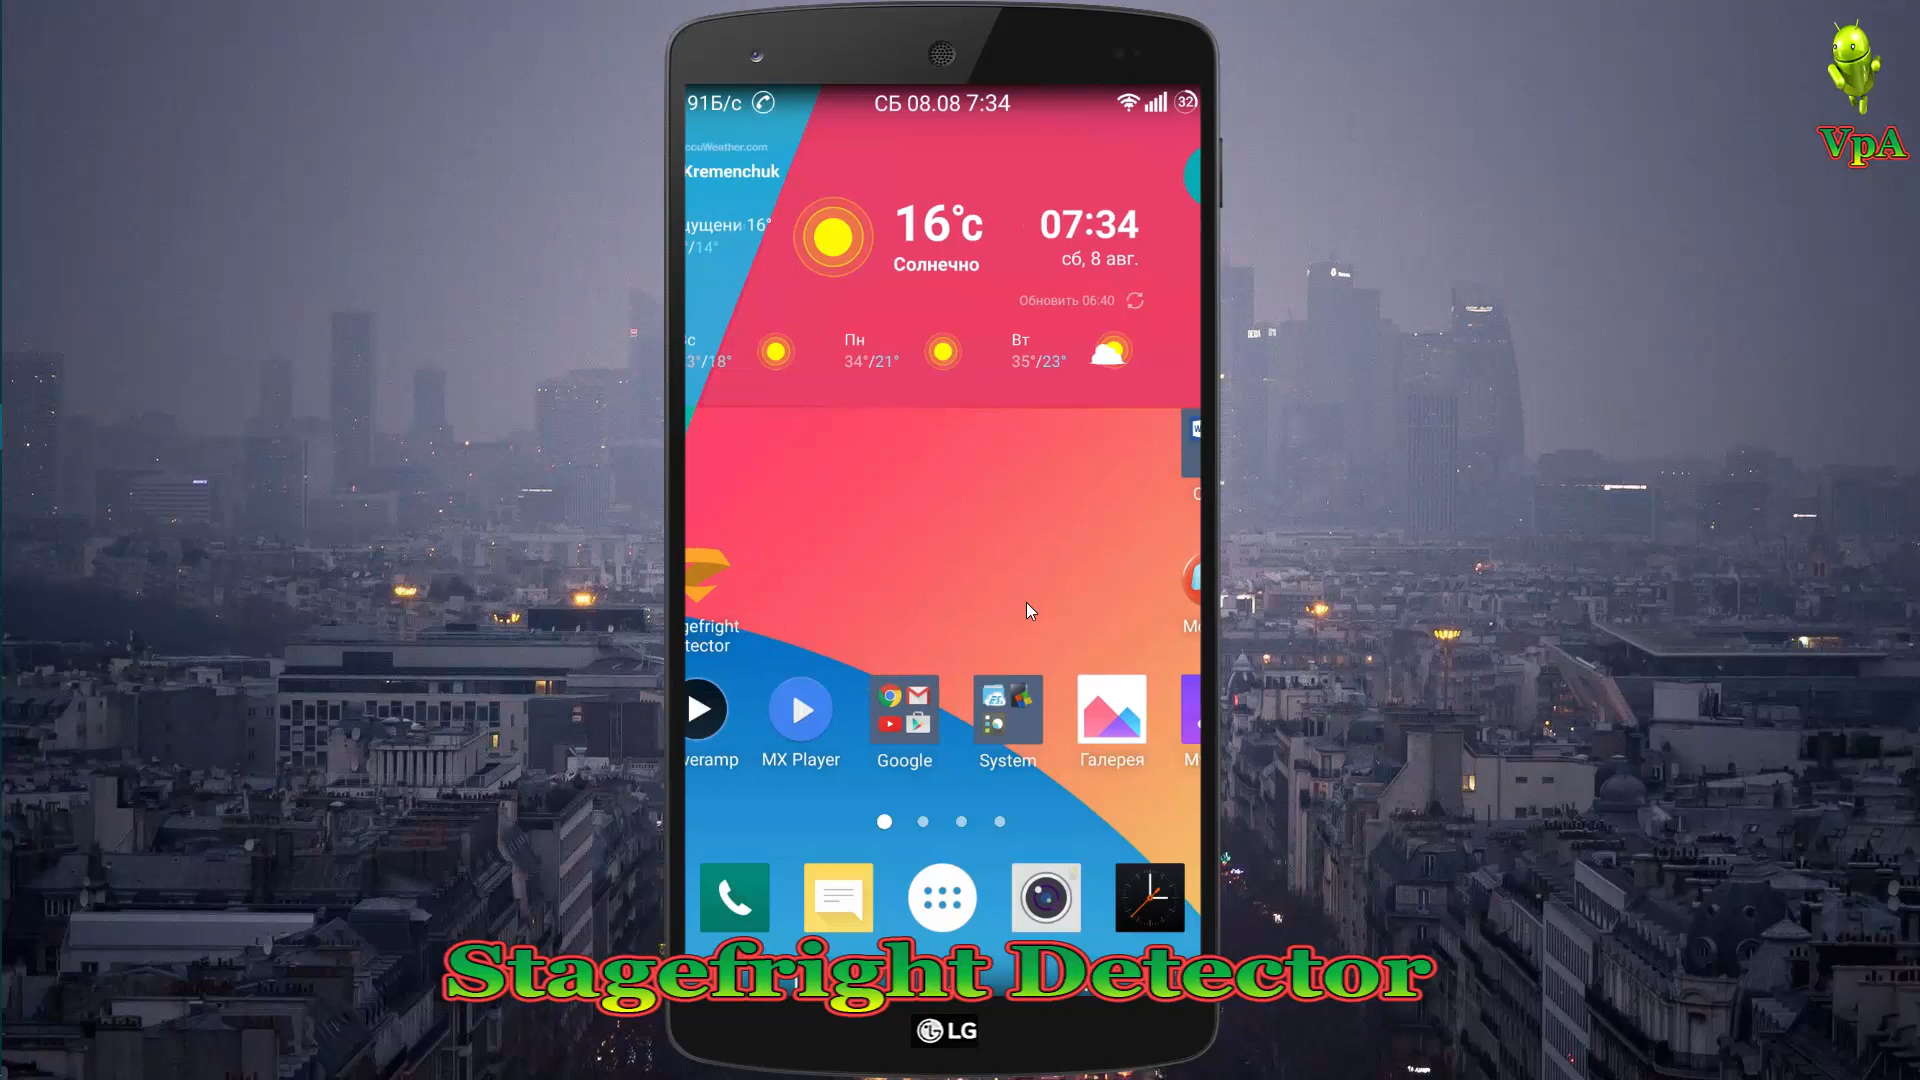 91Б/с
СБ 08.08 7:34
32
VpA
ccuWeather.com
Kremenchuk
щущени 16°
/14°
16°c
Солнечно
07:34
сб, 8 авг.
Обновить 06:40
с
3°/18°
Пн
34°/21°
Вт
35°/23°
gefright
tector
veramp
MX Player
Google
System
Галерея
Stagefright Detector
LG